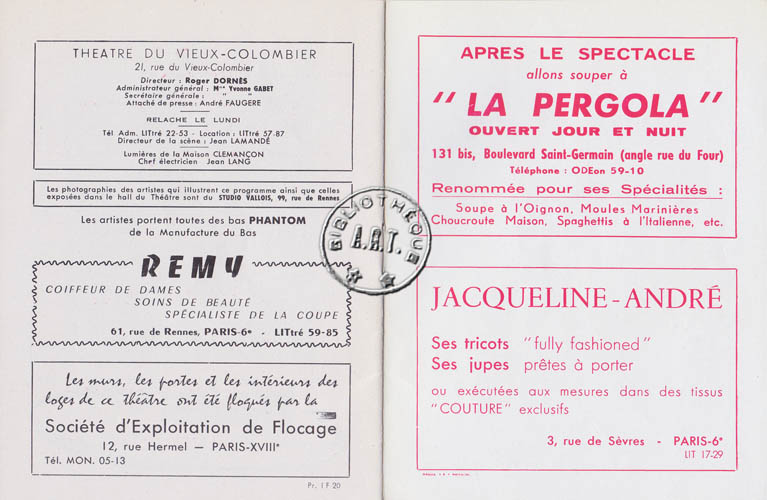 THEATRE DU VIEUX-COLOMBIER
21, rue du Vieux-Colombier
Directeur : Roger DORNÈS
Administrateur général : Mme Yvonne GABET
Secrétaire générale : " "
Attaché de presse : André FAUGERE
RELACHE LE LUNDI
Tél Adm. LITtré 22-53 - Location : LITtré 57-87
Directeur de la scène : Jean LAMANDÉ
Lumières de la Maison CLEMANÇON
Chef électricien Jean LANG
Les photographies des artistes qui illustrent ce programme ainsi que celles
exposées dans le hall du Théâtre sont du STUDIO VALLOIS, 99, rue de Rennes
Les artistes portent toutes des bas PHANTOM
de la Manufacture du Bas
REMY
COIFFEUR DE DAMES
SOINS DE BEAUTÉ
SPÉCIALISTE DE LA COUPE
61, rue de Rennes, PARIS-6e - LITtré 59-85
Les murs, les portes et les intérieurs des
loges de ce théâtre ont été floqués par la
Société d'Exploitation de Flocage
12, rue Hermel — PARIS-XVIIIe
Tél. MON. 05-13
Pr. 1 F. 20
BIBLIOTHÈQUE
A.R.T.
APRES LE SPECTACLE
allons souper à
" LA PERGOLA "
OUVERT JOUR ET NUIT
131 bis, Boulevard Saint-Germain (angle rue du Four)
Téléphone : ODEon 59-10
Renommée pour ses Spécialités :
Soupe à l'Oignon, Moules Marinières
Choucroute Maison, Spaghettis à l'Italienne, etc.
JACQUELINE-ANDRÉ
Ses tricots "fully fashioned"
Ses jupes prêtes à porter
ou exécutées aux mesures dans des tissus
"COUTURE" exclusifs
3, rue de Sèvres - PARIS-6e
LIT 17-29